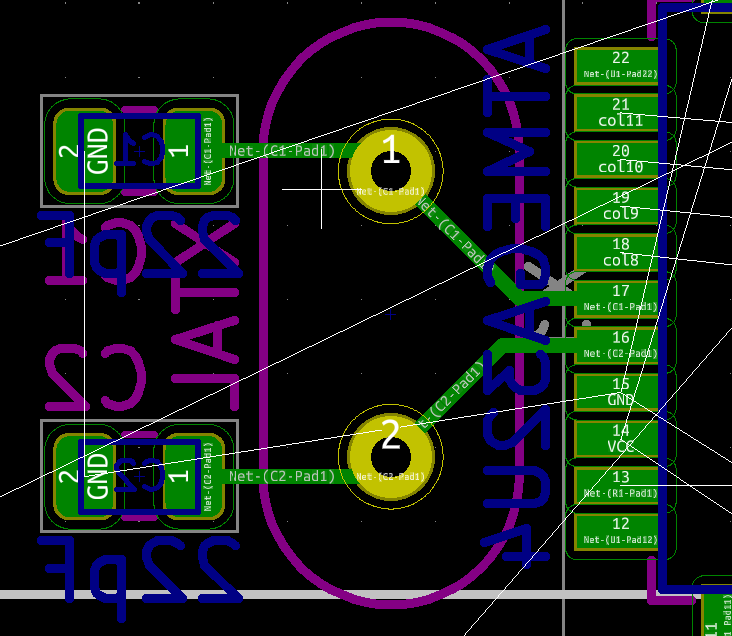 22
Net-(U1-Pad22)
21
col11
20
col10
19
col9
18
col8
17
Net-(C1-Pad1)
16
Net-(C2-Pad1)
15
GND
14
VCC
13
Net-(R1-Pad1)
12
Net-(U1-Pad12)
ATMEGA32U4
2
GND
C1
1
Net-(C1-Pad1)
Net-(C1-Pad1)
1
Net-(C1-Pad1)
Net-(C1-Pad
22pF
C1
XTAL
C2
2
GND
C2
1
Net-(C2-Pad1)
Net-(C2-Pad1)
2
Net-(C2-Pad1)
-(C2-Pad1)
22pF
11
Pad11)